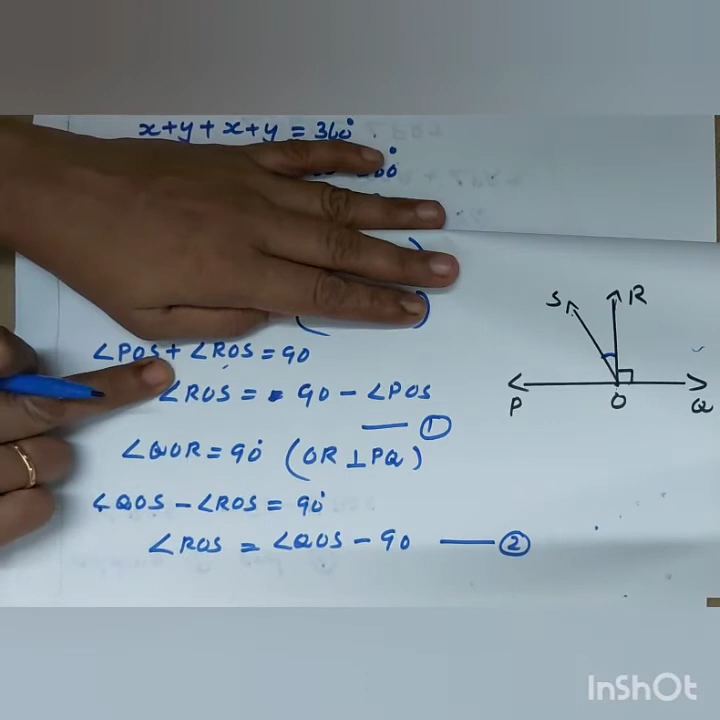 x+y+x+y = 360°
∠POS + ∠ROS = 90
∠ROS = 90 - ∠POS
① 
∠QOR = 90° (OR ⊥ PQ)
∠QOS - ∠ROS = 90°
∠ROS = ∠QOS - 90 ②
S R
P O Q
InShOt